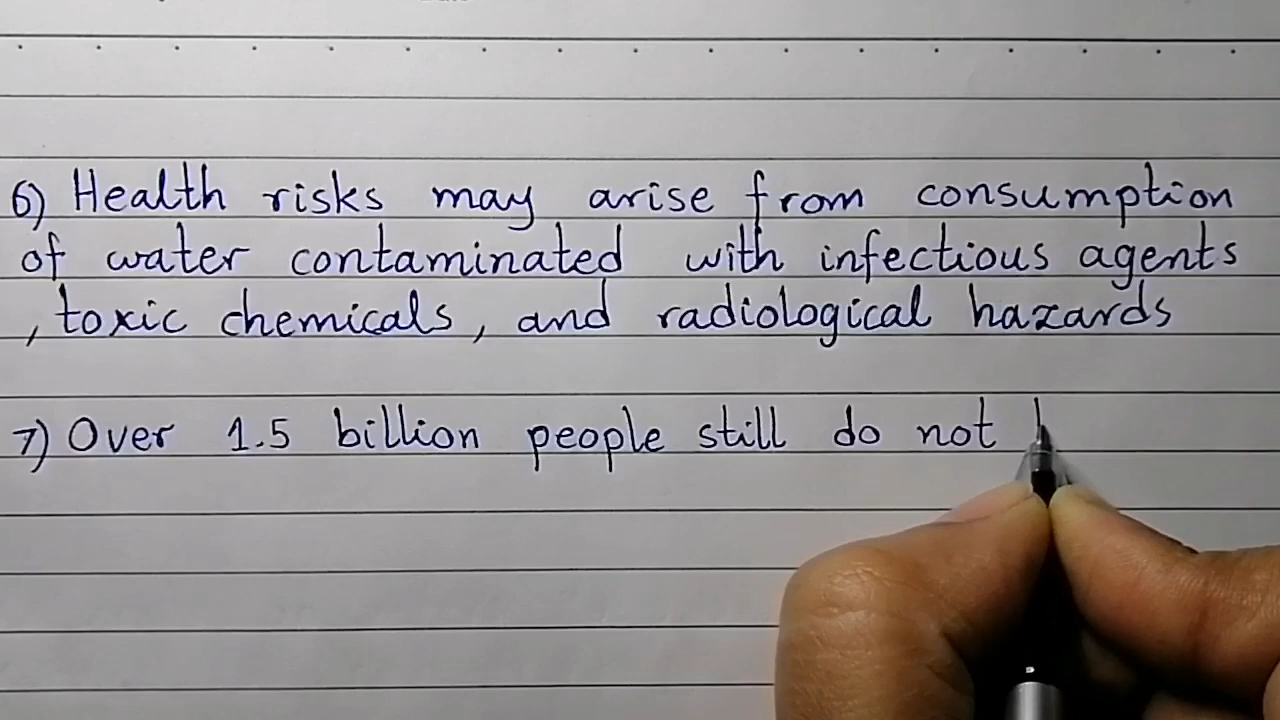 6) Health risks may arise from consumption
of water contaminated with infectious agents
, toxic chemicals, and radiological hazards
7) Over 1.5 billion people still do not